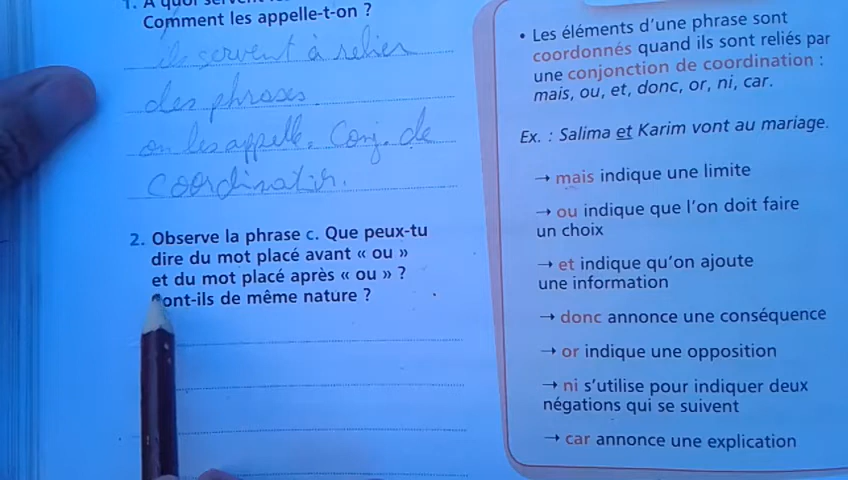 1. A quoi servent les
Comment les appelle-t-on ?
ils servent à relier
des phrases
on les appelle. Conj. de
coordination.
2. Observe la phrase c. Que peux-tu
dire du mot placé avant « ou »
et du mot placé après « ou » ?
Sont-ils de même nature ?
• Les éléments d'une phrase sont
coordonnés quand ils sont reliés par
une conjonction de coordination :
mais, ou, et, donc, or, ni, car.
Ex. : Salima et Karim vont au mariage.
→ mais indique une limite
→ ou indique que l'on doit faire
un choix
→ et indique qu'on ajoute
une information
→ donc annonce une conséquence
→ or indique une opposition
→ ni s'utilise pour indiquer deux
négations qui se suivent
→ car annonce une explication